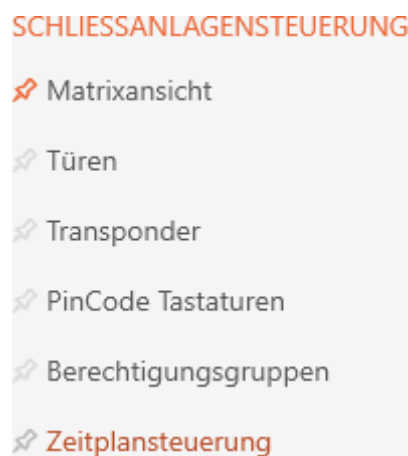 SCHLIESSANLAGENSTEUERUNG
Matrixansicht
Türen
Transponder
PinCode Tastaturen
Berechtigungsgruppen
Zeitplansteuerung